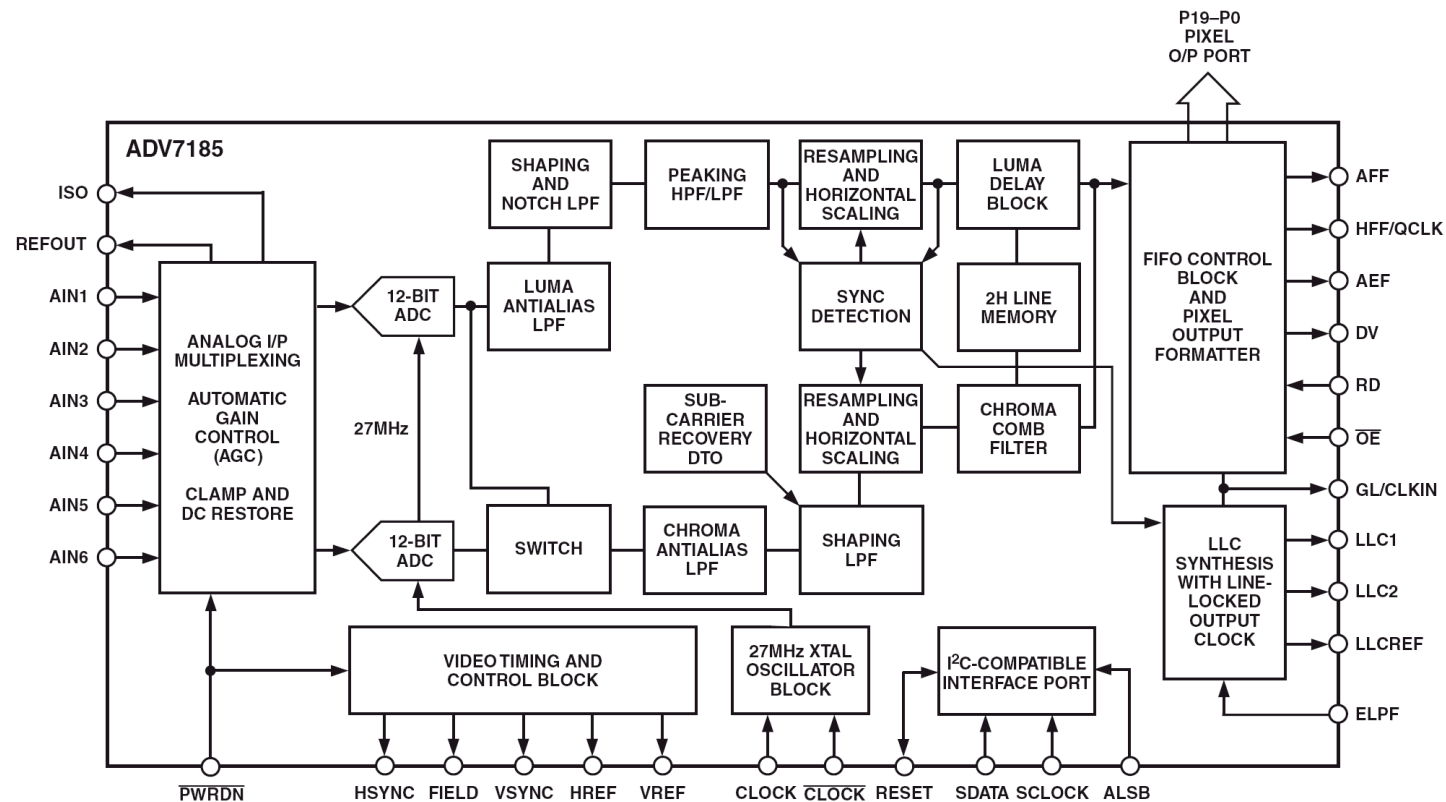 P19–P0
PIXEL
O/P PORT
ADV7185
ISO
REFOUT
AIN1
AIN2
AIN3
AIN4
AIN5
AIN6
ANALOG I/P
MULTIPLEXING
AUTOMATIC
GAIN
CONTROL
(AGC)
CLAMP AND
DC RESTORE
12-BIT
ADC
27MHz
12-BIT
ADC
SHAPING
AND
NOTCH LPF
LUMA
ANTIALIAS
LPF
SWITCH
PEAKING
HPF/LPF
SUB-
CARRIER
RECOVERY
DTO
CHROMA
ANTIALIAS
LPF
RESAMPLING
AND
HORIZONTAL
SCALING
SYNC
DETECTION
RESAMPLING
AND
HORIZONTAL
SCALING
SHAPING
LPF
LUMA
DELAY
BLOCK
2H LINE
MEMORY
CHROMA
COMB
FILTER
FIFO CONTROL
BLOCK
AND
PIXEL
OUTPUT
FORMATTER
LLC
SYNTHESIS
WITH LINE-
LOCKED
OUTPUT
CLOCK
AFF
HFF/QCLK
AEF
DV
RD
OE
GL/CLKIN
LLC1
LLC2
LLCREF
ELPF
VIDEO TIMING AND
CONTROL BLOCK
27MHz XTAL
OSCILLATOR
BLOCK
I²C-COMPATIBLE
INTERFACE PORT
PWRDN
HSYNC
FIELD
VSYNC
HREF
VREF
CLOCK
CLOCK
RESET
SDATA
SCLOCK
ALSB